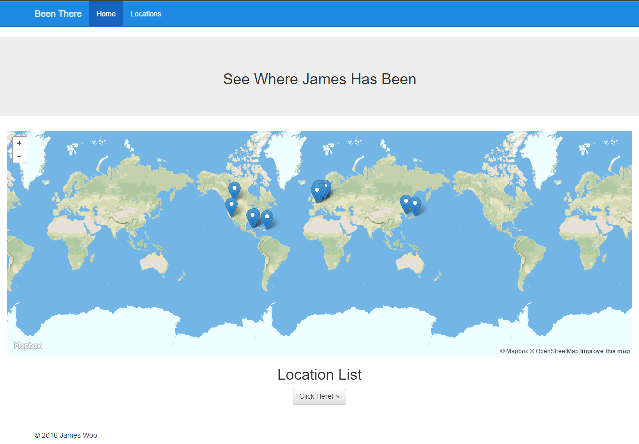 Been There Home Locations
See Where James Has Been
+
−
Mapbox
© Mapbox © OpenStreetMap Improve this map
Location List
Click Here! »
© 2016 James Woo